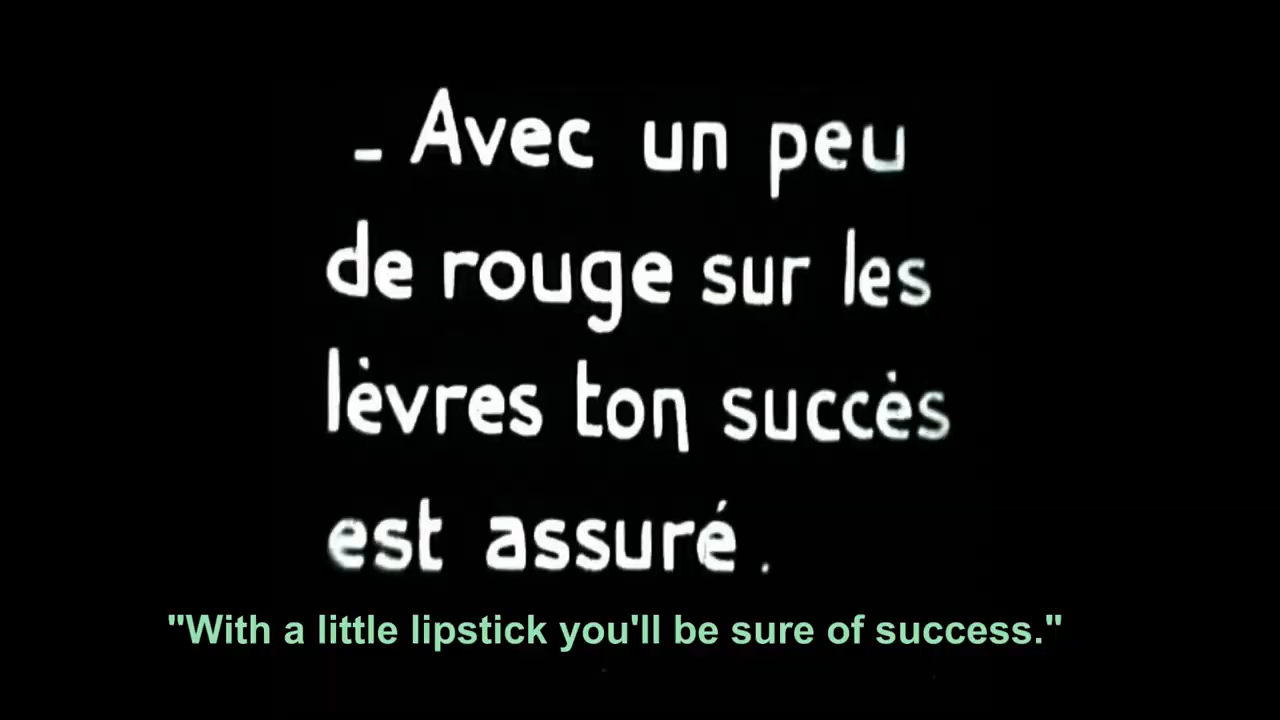 - Avec un peu
de rouge sur les
lèvres ton succès
est assuré.
"With a little lipstick you'll be sure of success."